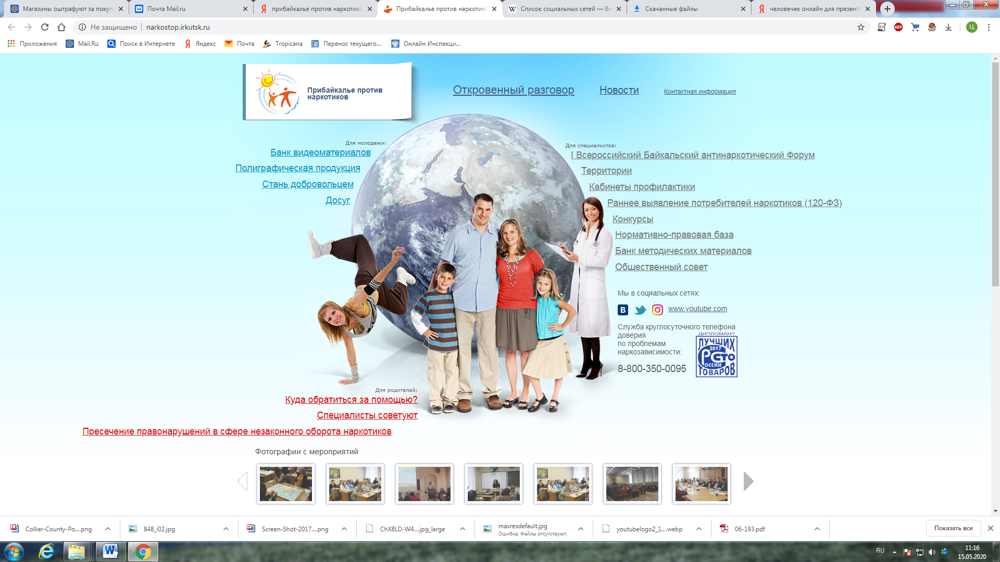 Магазины оштрафуют за покуп
Почта Mail.ru
прибайкалье против наркотико
Прибайкалье против наркотико
Список социальных сетей — Ви
Скачанные файлы
человечек онлайн для презента
Не защищено
narkostop.irkutsk.ru
ABP
Ц
Приложения
Mail.Ru
Поиск в Интернете
Яндекс
Почта
Tropicana
Перенос текущего...
Онлайн Инспекци...
Прибайкалье против
наркотиков
Откровенный разговор
Новости
Контактная информация
Для молодежи:
Банк видеоматериалов
Полиграфическая продукция
Стань добровольцем
Досуг
Для специалистов:
I Всероссийский Байкальский антинаркотический Форум
Территории
Кабинеты профилактики
Раннее выявление потребителей наркотиков (120-ФЗ)
Конкурсы
Нормативно-правовая база
Банк методических материалов
Общественный совет
Мы в социальных сетях:
www.youtube.com
Служба круглосуточного телефона
доверия
по проблемам
наркозависимости:
8-800-350-0095
ДИПЛОМАНТ
ЛУЧШИХ
2017
СТО
РОССИИ
ТОВАРОВ
Для родителей:
Куда обратиться за помощью?
Специалисты советуют
Пресечение правонарушений в сфере незаконного оборота наркотиков
Фотографии с мероприятий
Collier-County-Po....png
848_i02.jpg
Screen-Shot-2017....png
ChX8LD-W4....jpg_large
maxresdefault.jpg
Ошибка: Файлы отсутствуют.
youtubelogo2_1....webp
06-193.pdf
Показать все
RU
11:16
15.05.2020